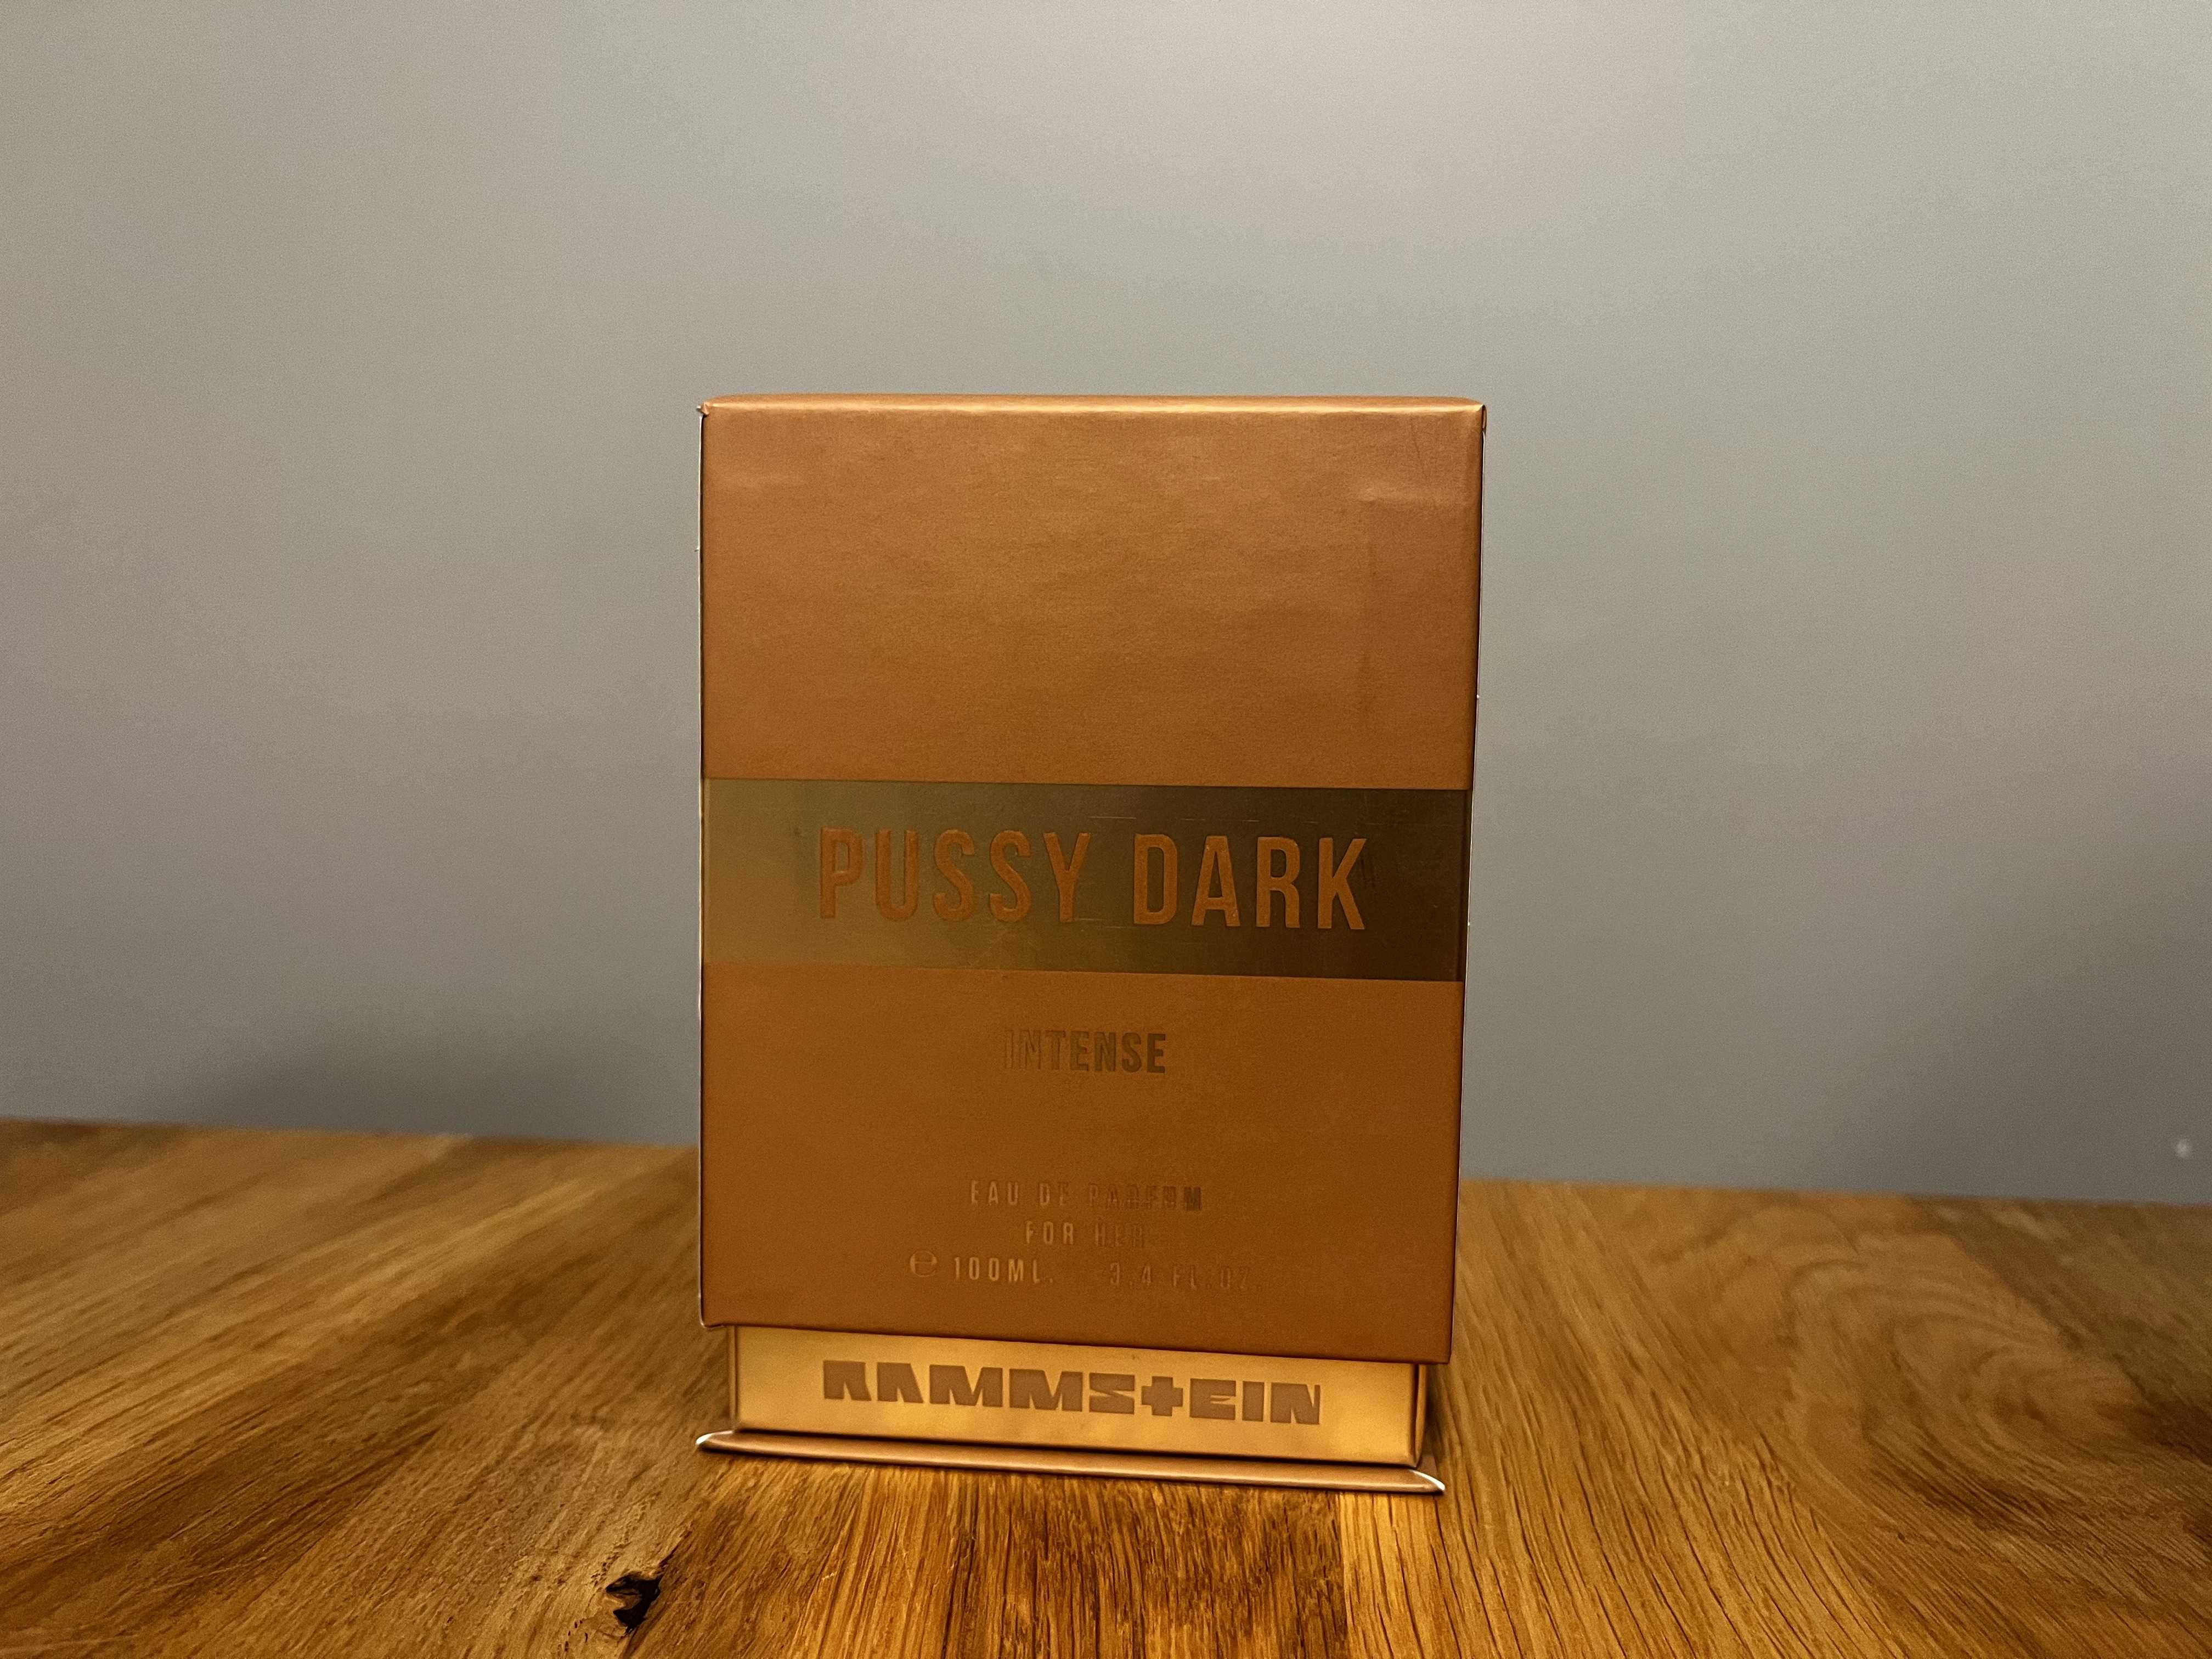 PUSSY DARK
INTENSE
EAU DE PARFUM
FOR HER
℮ 100ML. 3.4 FL.OZ.
RAMMSTEIN